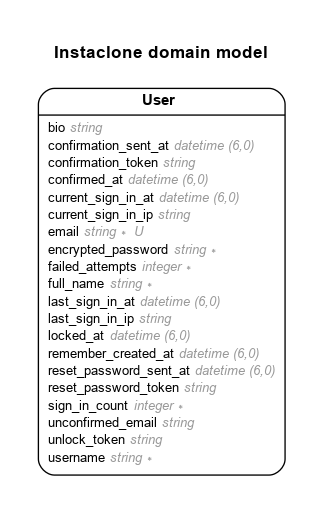 Instaclone domain model
User
bio string
confirmation_sent_at datetime (6,0)
confirmation_token string
confirmed_at datetime (6,0)
current_sign_in_at datetime (6,0)
current_sign_in_ip string
email string ∗ U
encrypted_password string ∗
failed_attempts integer ∗
full_name string ∗
last_sign_in_at datetime (6,0)
last_sign_in_ip string
locked_at datetime (6,0)
remember_created_at datetime (6,0)
reset_password_sent_at datetime (6,0)
reset_password_token string
sign_in_count integer ∗
unconfirmed_email string
unlock_token string
username string ∗